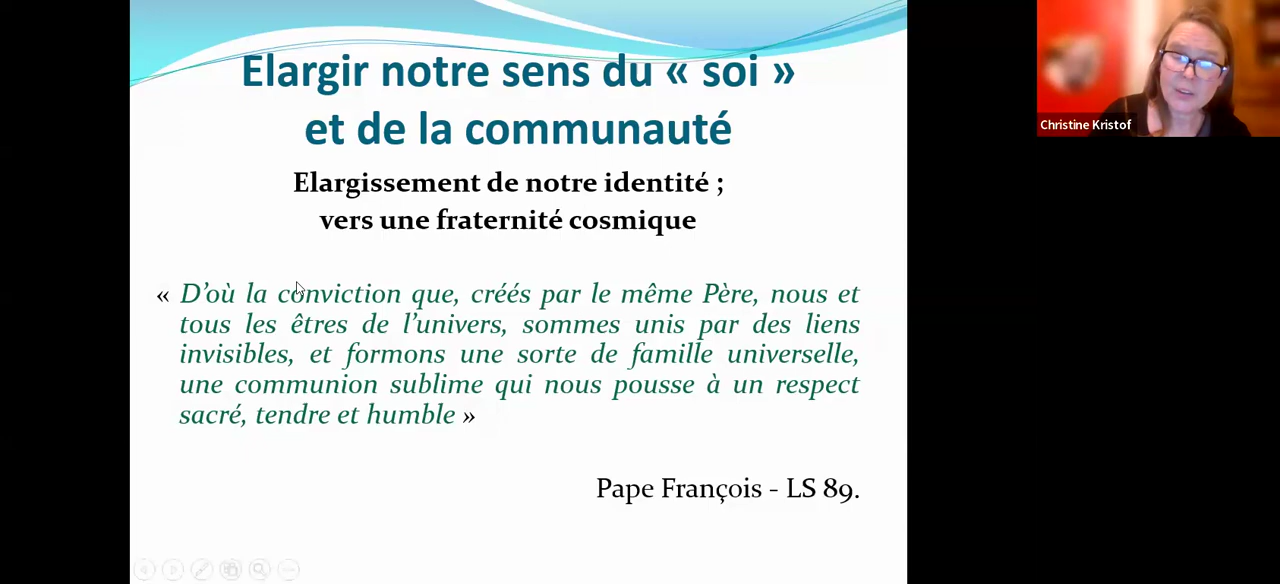 Elargir notre sens du « soi »
et de la communauté
Elargissement de notre identité ;
vers une fraternité cosmique
« D’où la conviction que, créés par le même Père, nous et
tous les êtres de l’univers, sommes unis par des liens
invisibles, et formons une sorte de famille universelle,
une communion sublime qui nous pousse à un respect
sacré, tendre et humble »
Pape François - LS 89.
Christine Kristof